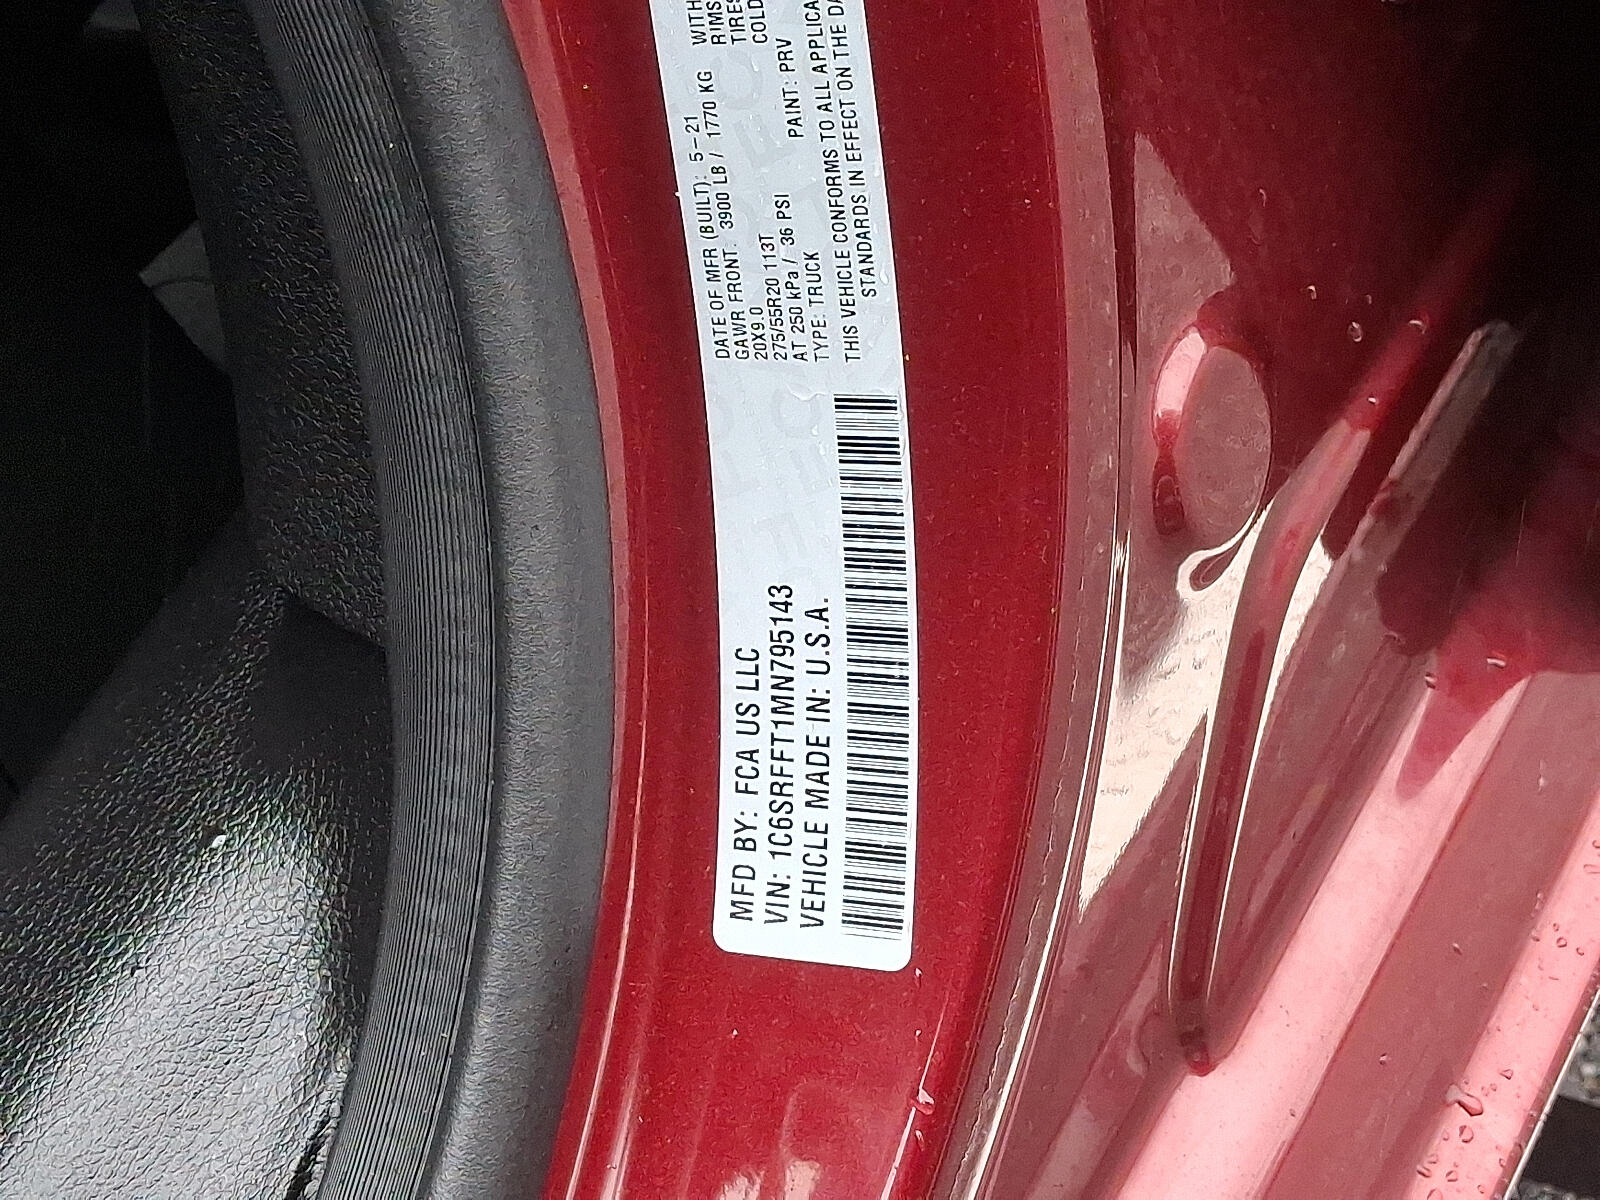 MFD BY: FCA US LLC
VIN: 1C6SRFFT1MN795143
VEHICLE MADE IN: U.S.A.
DATE OF MFR (BUILT): 5-21
GAWR FRONT: 3900 LB / 1770 KG WITH
20X9.0 RIMS
275/55R20 113T TIRES
AT 250 kPa / 36 PSI COLD
TYPE: TRUCK PAINT: PRV
THIS VEHICLE CONFORMS TO ALL APPLICA
STANDARDS IN EFFECT ON THE DA